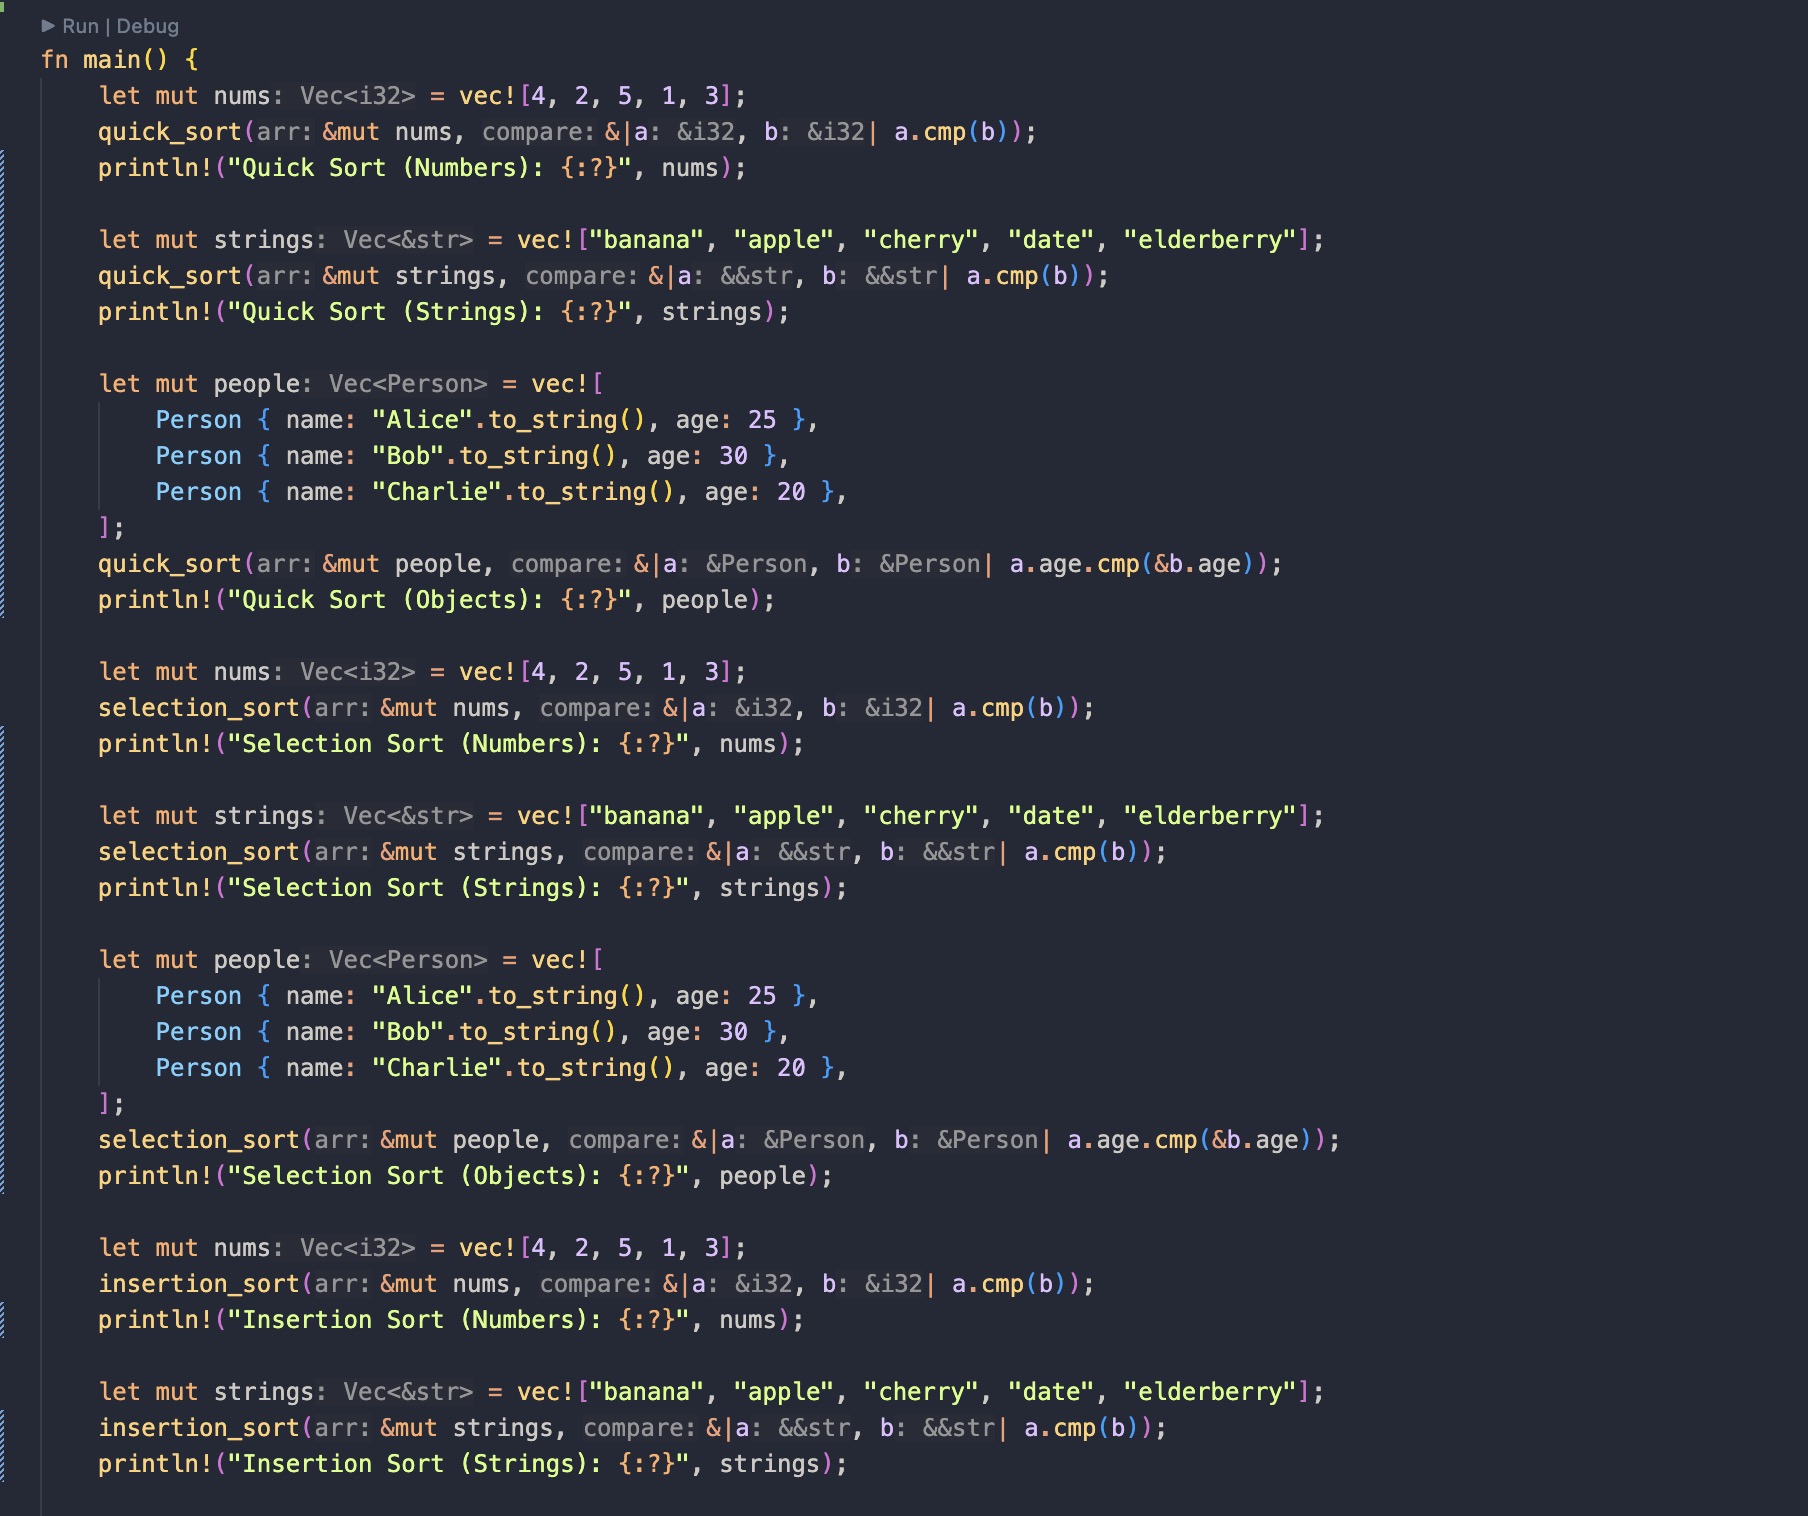 ▶ Run | Debug
fn main() {
    let mut nums: Vec<i32> = vec![4, 2, 5, 1, 3];
    quick_sort(arr: &mut nums, compare: &|a: &i32, b: &i32| a.cmp(b));
    println!("Quick Sort (Numbers): {:?}", nums);

    let mut strings: Vec<&str> = vec!["banana", "apple", "cherry", "date", "elderberry"];
    quick_sort(arr: &mut strings, compare: &|a: &&str, b: &&str| a.cmp(b));
    println!("Quick Sort (Strings): {:?}", strings);

    let mut people: Vec<Person> = vec![
        Person { name: "Alice".to_string(), age: 25 },
        Person { name: "Bob".to_string(), age: 30 },
        Person { name: "Charlie".to_string(), age: 20 },
    ];
    quick_sort(arr: &mut people, compare: &|a: &Person, b: &Person| a.age.cmp(&b.age));
    println!("Quick Sort (Objects): {:?}", people);

    let mut nums: Vec<i32> = vec![4, 2, 5, 1, 3];
    selection_sort(arr: &mut nums, compare: &|a: &i32, b: &i32| a.cmp(b));
    println!("Selection Sort (Numbers): {:?}", nums);

    let mut strings: Vec<&str> = vec!["banana", "apple", "cherry", "date", "elderberry"];
    selection_sort(arr: &mut strings, compare: &|a: &&str, b: &&str| a.cmp(b));
    println!("Selection Sort (Strings): {:?}", strings);

    let mut people: Vec<Person> = vec![
        Person { name: "Alice".to_string(), age: 25 },
        Person { name: "Bob".to_string(), age: 30 },
        Person { name: "Charlie".to_string(), age: 20 },
    ];
    selection_sort(arr: &mut people, compare: &|a: &Person, b: &Person| a.age.cmp(&b.age));
    println!("Selection Sort (Objects): {:?}", people);

    let mut nums: Vec<i32> = vec![4, 2, 5, 1, 3];
    insertion_sort(arr: &mut nums, compare: &|a: &i32, b: &i32| a.cmp(b));
    println!("Insertion Sort (Numbers): {:?}", nums);

    let mut strings: Vec<&str> = vec!["banana", "apple", "cherry", "date", "elderberry"];
    insertion_sort(arr: &mut strings, compare: &|a: &&str, b: &&str| a.cmp(b));
    println!("Insertion Sort (Strings): {:?}", strings);